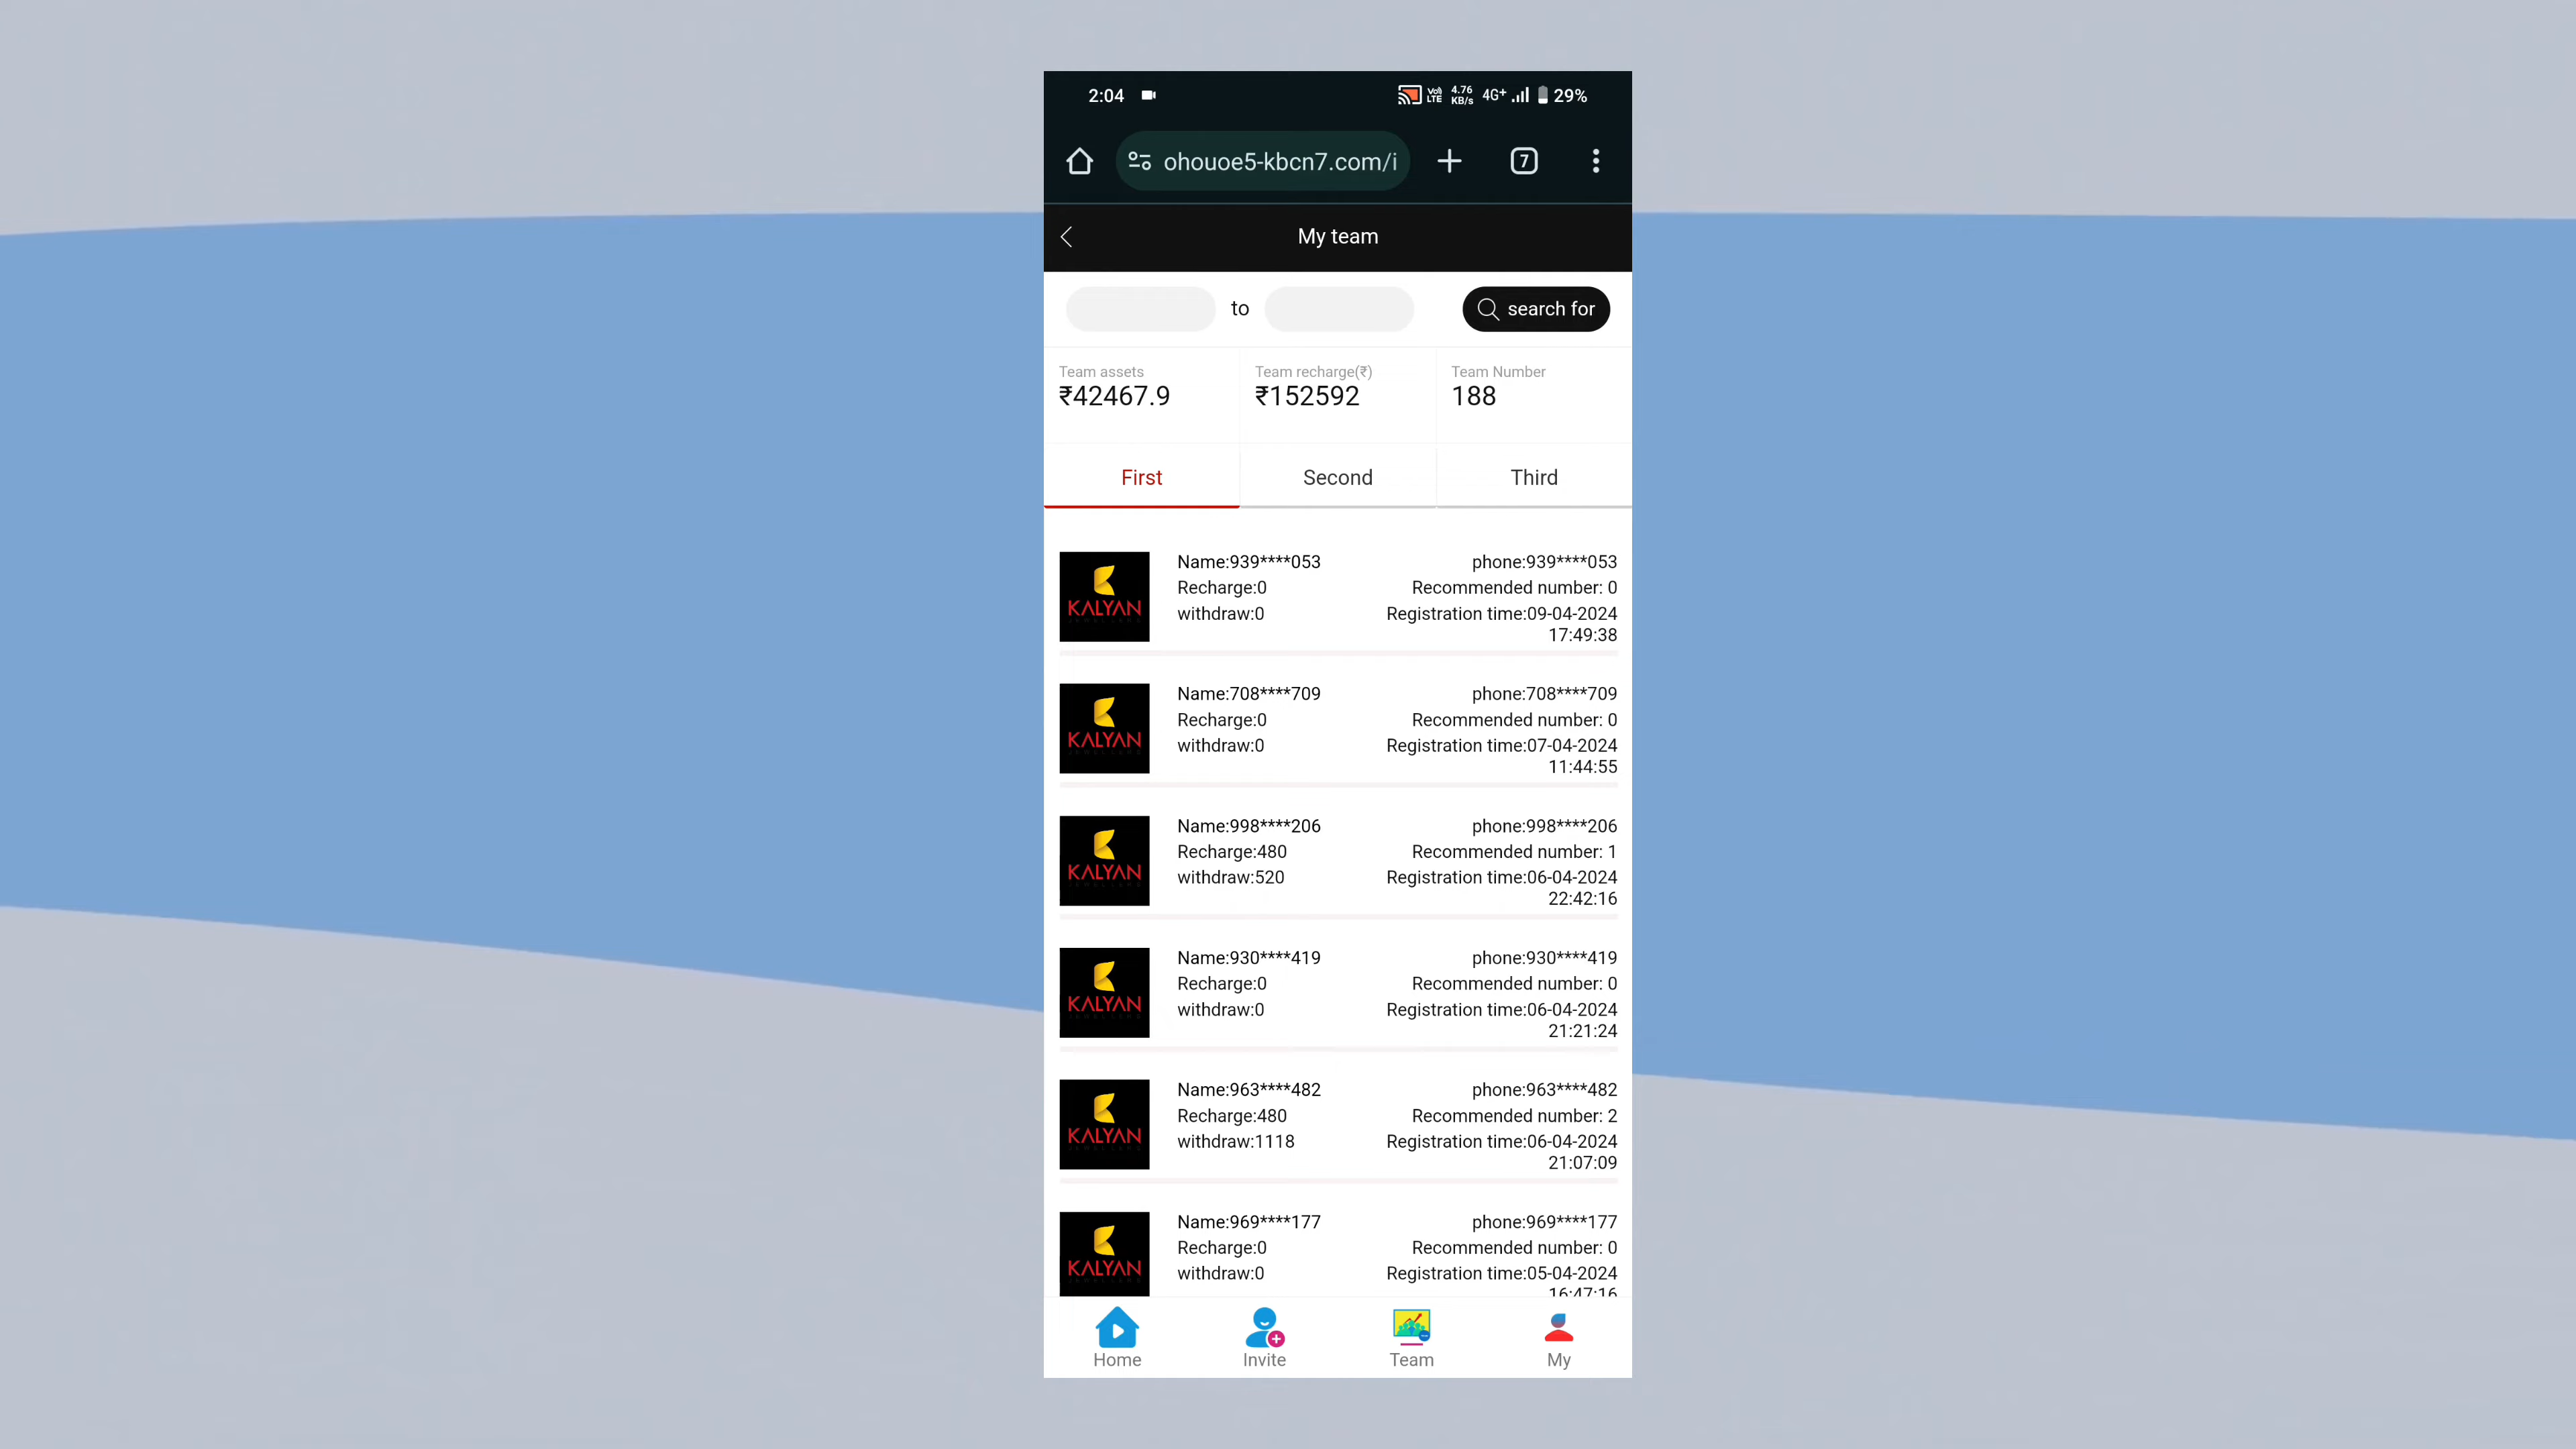 2:04
Vo) LTE 4.76 KB/s 4G+ 29%
ohouoe5-kbcn7.com/i
7
My team
to
search for
Team assets
₹42467.9
Team recharge(₹)
₹152592
Team Number
188
First
Second
Third
Name:939****053
phone:939****053
Recharge:0
Recommended number: 0
withdraw:0
Registration time:09-04-2024
17:49:38
KALYAN
Name:708****709
phone:708****709
Recharge:0
Recommended number: 0
withdraw:0
Registration time:07-04-2024
11:44:55
KALYAN
Name:998****206
phone:998****206
Recharge:480
Recommended number: 1
withdraw:520
Registration time:06-04-2024
22:42:16
KALYAN
Name:930****419
phone:930****419
Recharge:0
Recommended number: 0
withdraw:0
Registration time:06-04-2024
21:21:24
KALYAN
Name:963****482
phone:963****482
Recharge:480
Recommended number: 2
withdraw:1118
Registration time:06-04-2024
21:07:09
KALYAN
Name:969****177
phone:969****177
Recharge:0
Recommended number: 0
withdraw:0
Registration time:05-04-2024
16:47:16
KALYAN
Home
Invite
Team
My